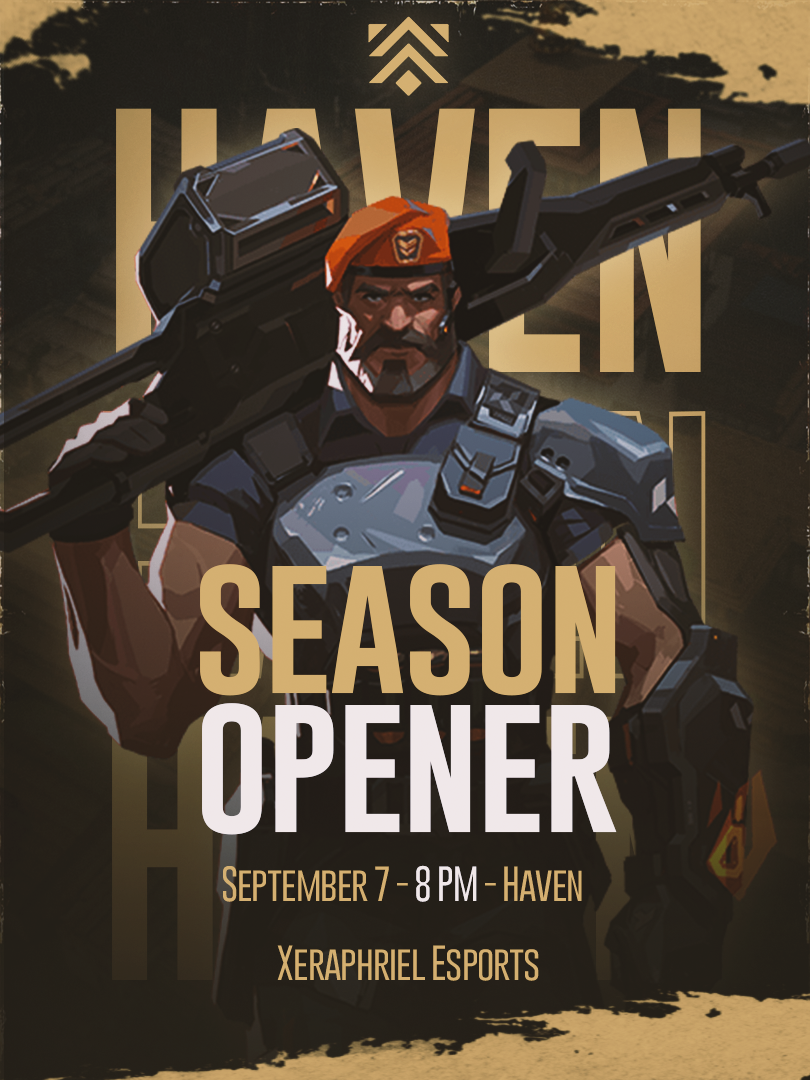 HAVEN
SEASON
OPENER
SEPTEMBER 7 - 8 PM - HAVEN
XERAPHRIEL ESPORTS